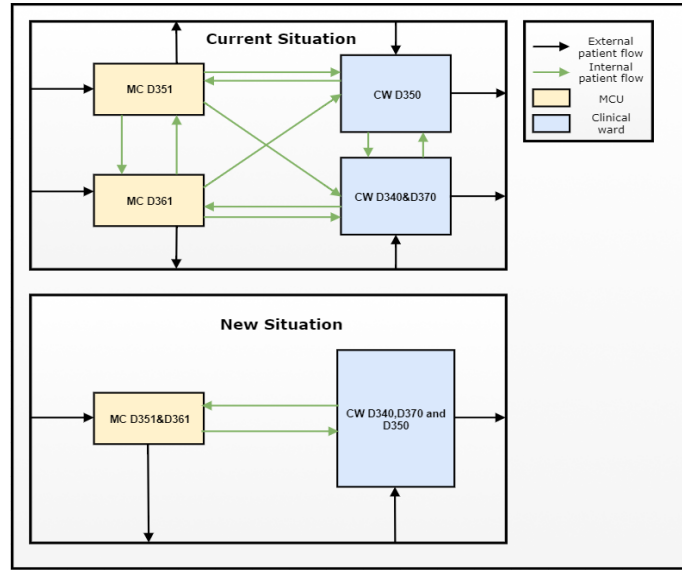 Current Situation
MC D351
CW D350
MC D361
CW D340&D370
External
patient flow
Internal
patient flow
MCU
Clinical
ward
New Situation
MC D351&D361
CW D340,D370 and
D350